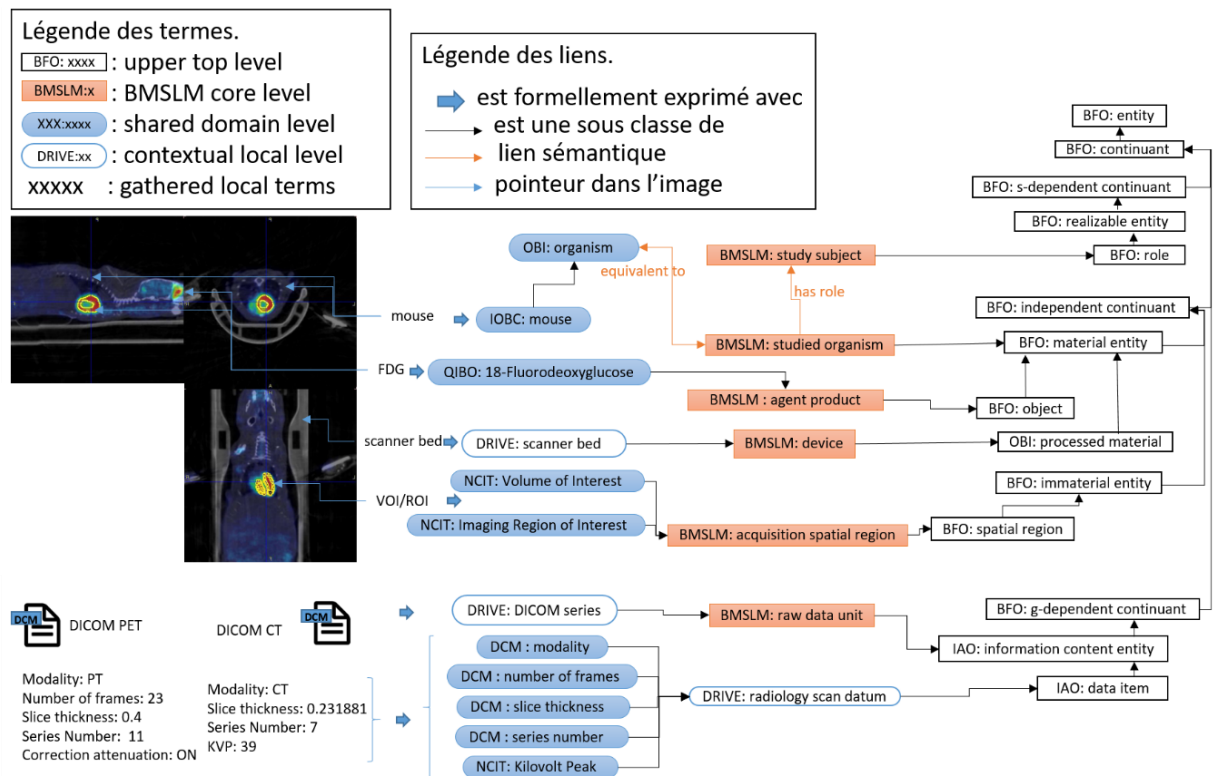 Légende des termes.
BFO: xxxx : upper top level
BMSLM:x : BMSLM core level
XXX:xxxx : shared domain level
DRIVE:xx : contextual local level
xxxxx : gathered local terms
Légende des liens.
est formellement exprimé avec
est une sous classe de
lien sémantique
pointeur dans l'image
BFO: entity
BFO: continuant
BFO: s-dependent continuant
BFO: realizable entity
BFO: role
OBI: organism
BMSLM: study subject
equivalent to
has role
BFO: independent continuant
mouse
IOBC: mouse
BMSLM: studied organism
BFO: material entity
FDG
QIBO: 18-Fluorodeoxyglucose
BMSLM : agent product
BFO: object
scanner bed
DRIVE: scanner bed
BMSLM: device
OBI: processed material
VOI/ROI
NCIT: Volume of Interest
NCIT: Imaging Region of Interest
BMSLM: acquisition spatial region
BFO: immaterial entity
BFO: spatial region
DCM
DICOM PET
DICOM CT
DCM
DRIVE: DICOM series
BMSLM: raw data unit
BFO: g-dependent continuant
IAO: information content entity
IAO: data item
DCM : modality
DCM : number of frames
DCM : slice thickness
DCM : series number
NCIT: Kilovolt Peak
DRIVE: radiology scan datum
Modality: PT
Number of frames: 23
Slice thickness: 0.4
Series Number: 11
Correction attenuation: ON
Modality: CT
Slice thickness: 0.231881
Series Number: 7
KVP: 39